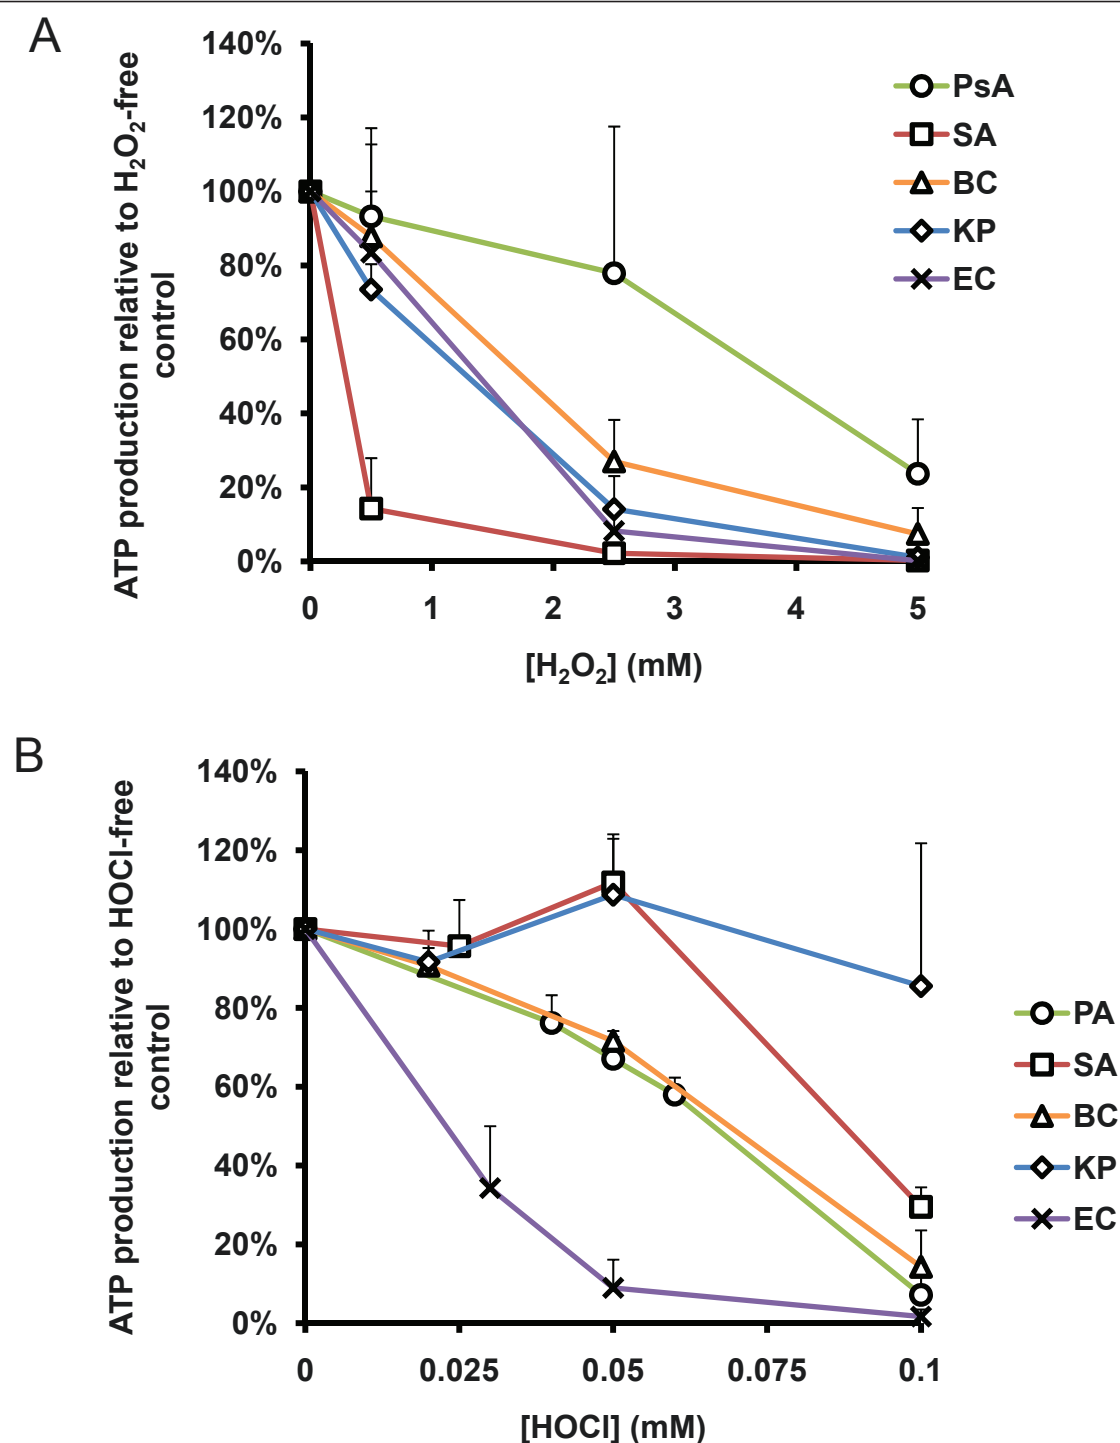 A
ATP production relative to H₂O₂-free
control
140%
120%
100%
80%
60%
40%
20%
0%
0 1 2 3 4 5
[H₂O₂] (mM)
PsA
SA
BC
KP
EC
B
ATP production relative to HOCl-free
control
140%
120%
100%
80%
60%
40%
20%
0%
0 0.025 0.05 0.075 0.1
[HOCl] (mM)
PA
SA
BC
KP
EC